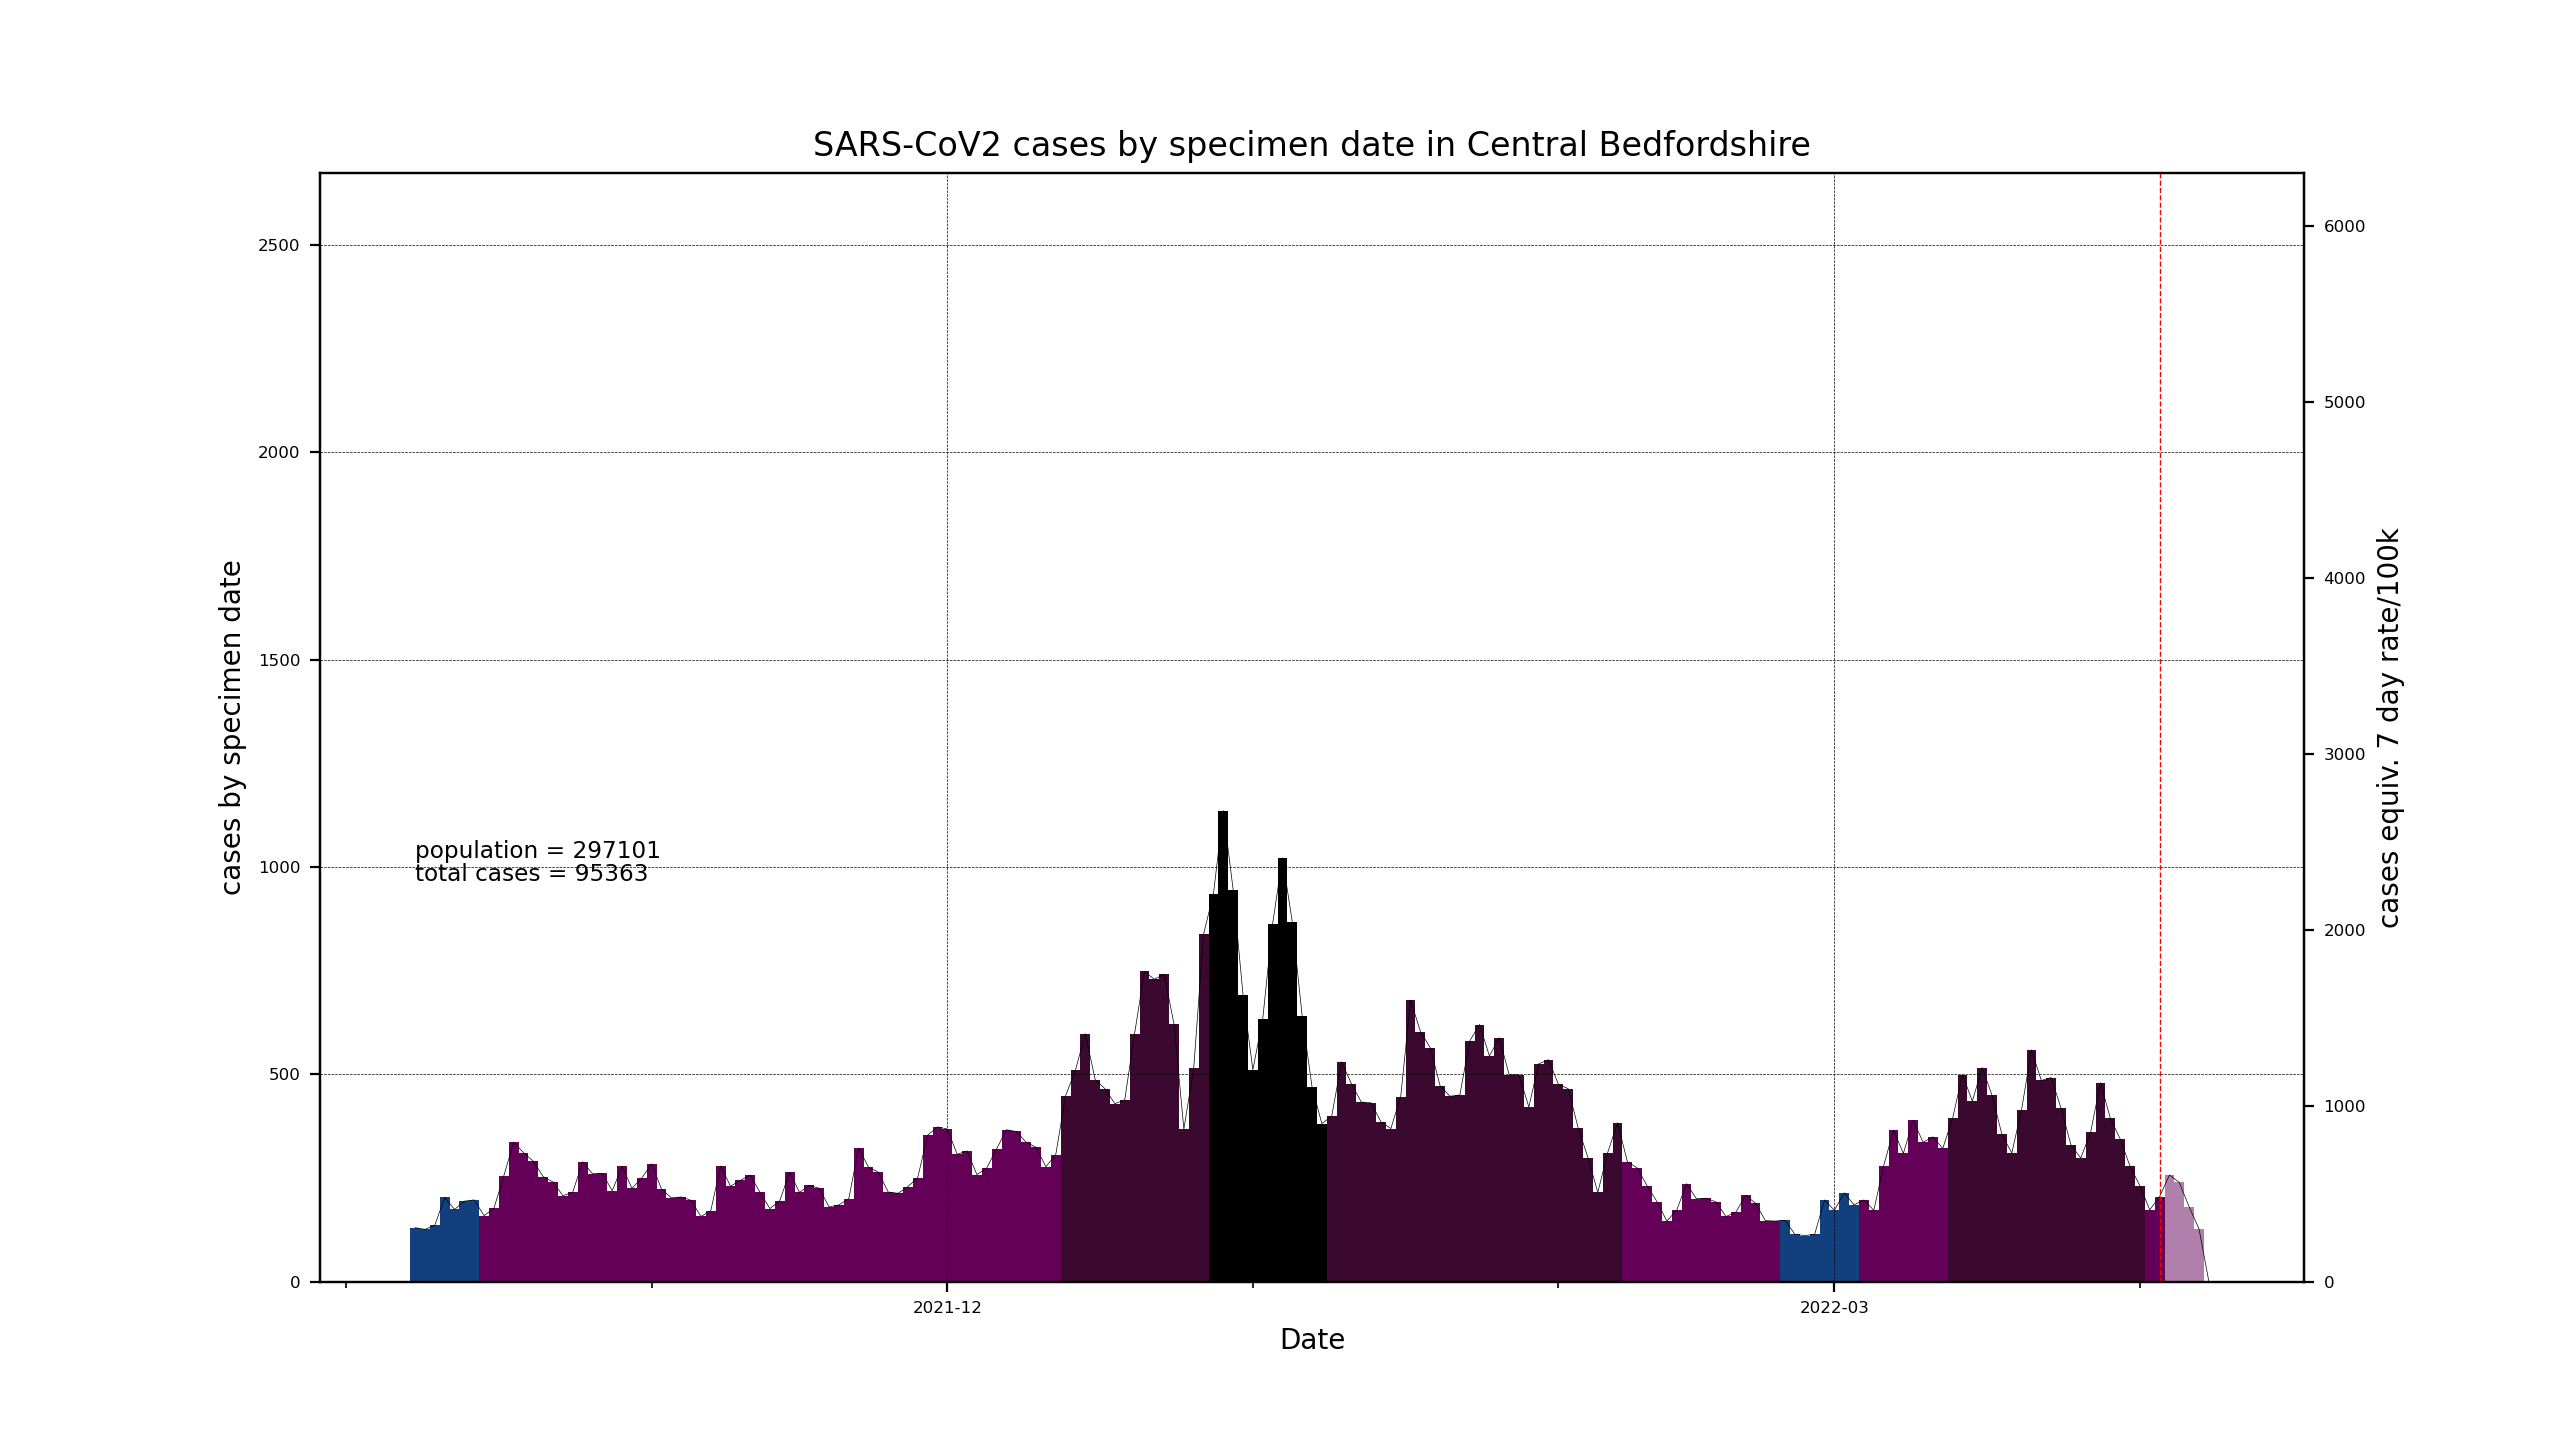 SARS-CoV2 cases by specimen date in Central Bedfordshire
2500
2000
1500
1000
500
0
cases by specimen date
population = 297101
total cases = 95363
6000
5000
4000
3000
2000
1000
0
cases equiv. 7 day rate/100k
2021-12
2022-03
Date